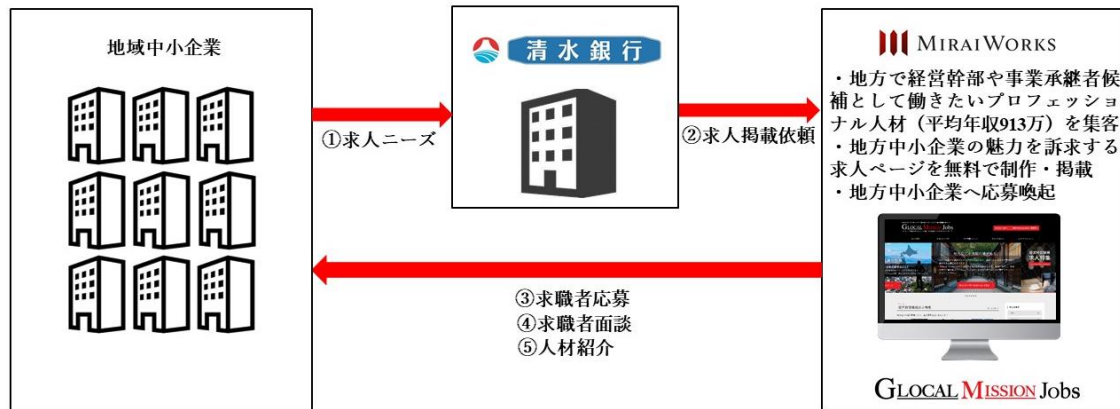 地域中小企業
①求人ニーズ
清水銀行
②求人掲載依頼
MIRAIWORKS
・地方で経営幹部や事業承継者候
補として働きたいプロフェッショ
ナル人材(平均年収913万)を集客
・地方中小企業の魅力を訴求する
求人ページを無料で制作・掲載
・地方中小企業へ応募喚起
GLOCAL MISSION JOBS
③求職者応募
④求職者面談
⑤人材紹介
GLOCAL MISSION Jobs